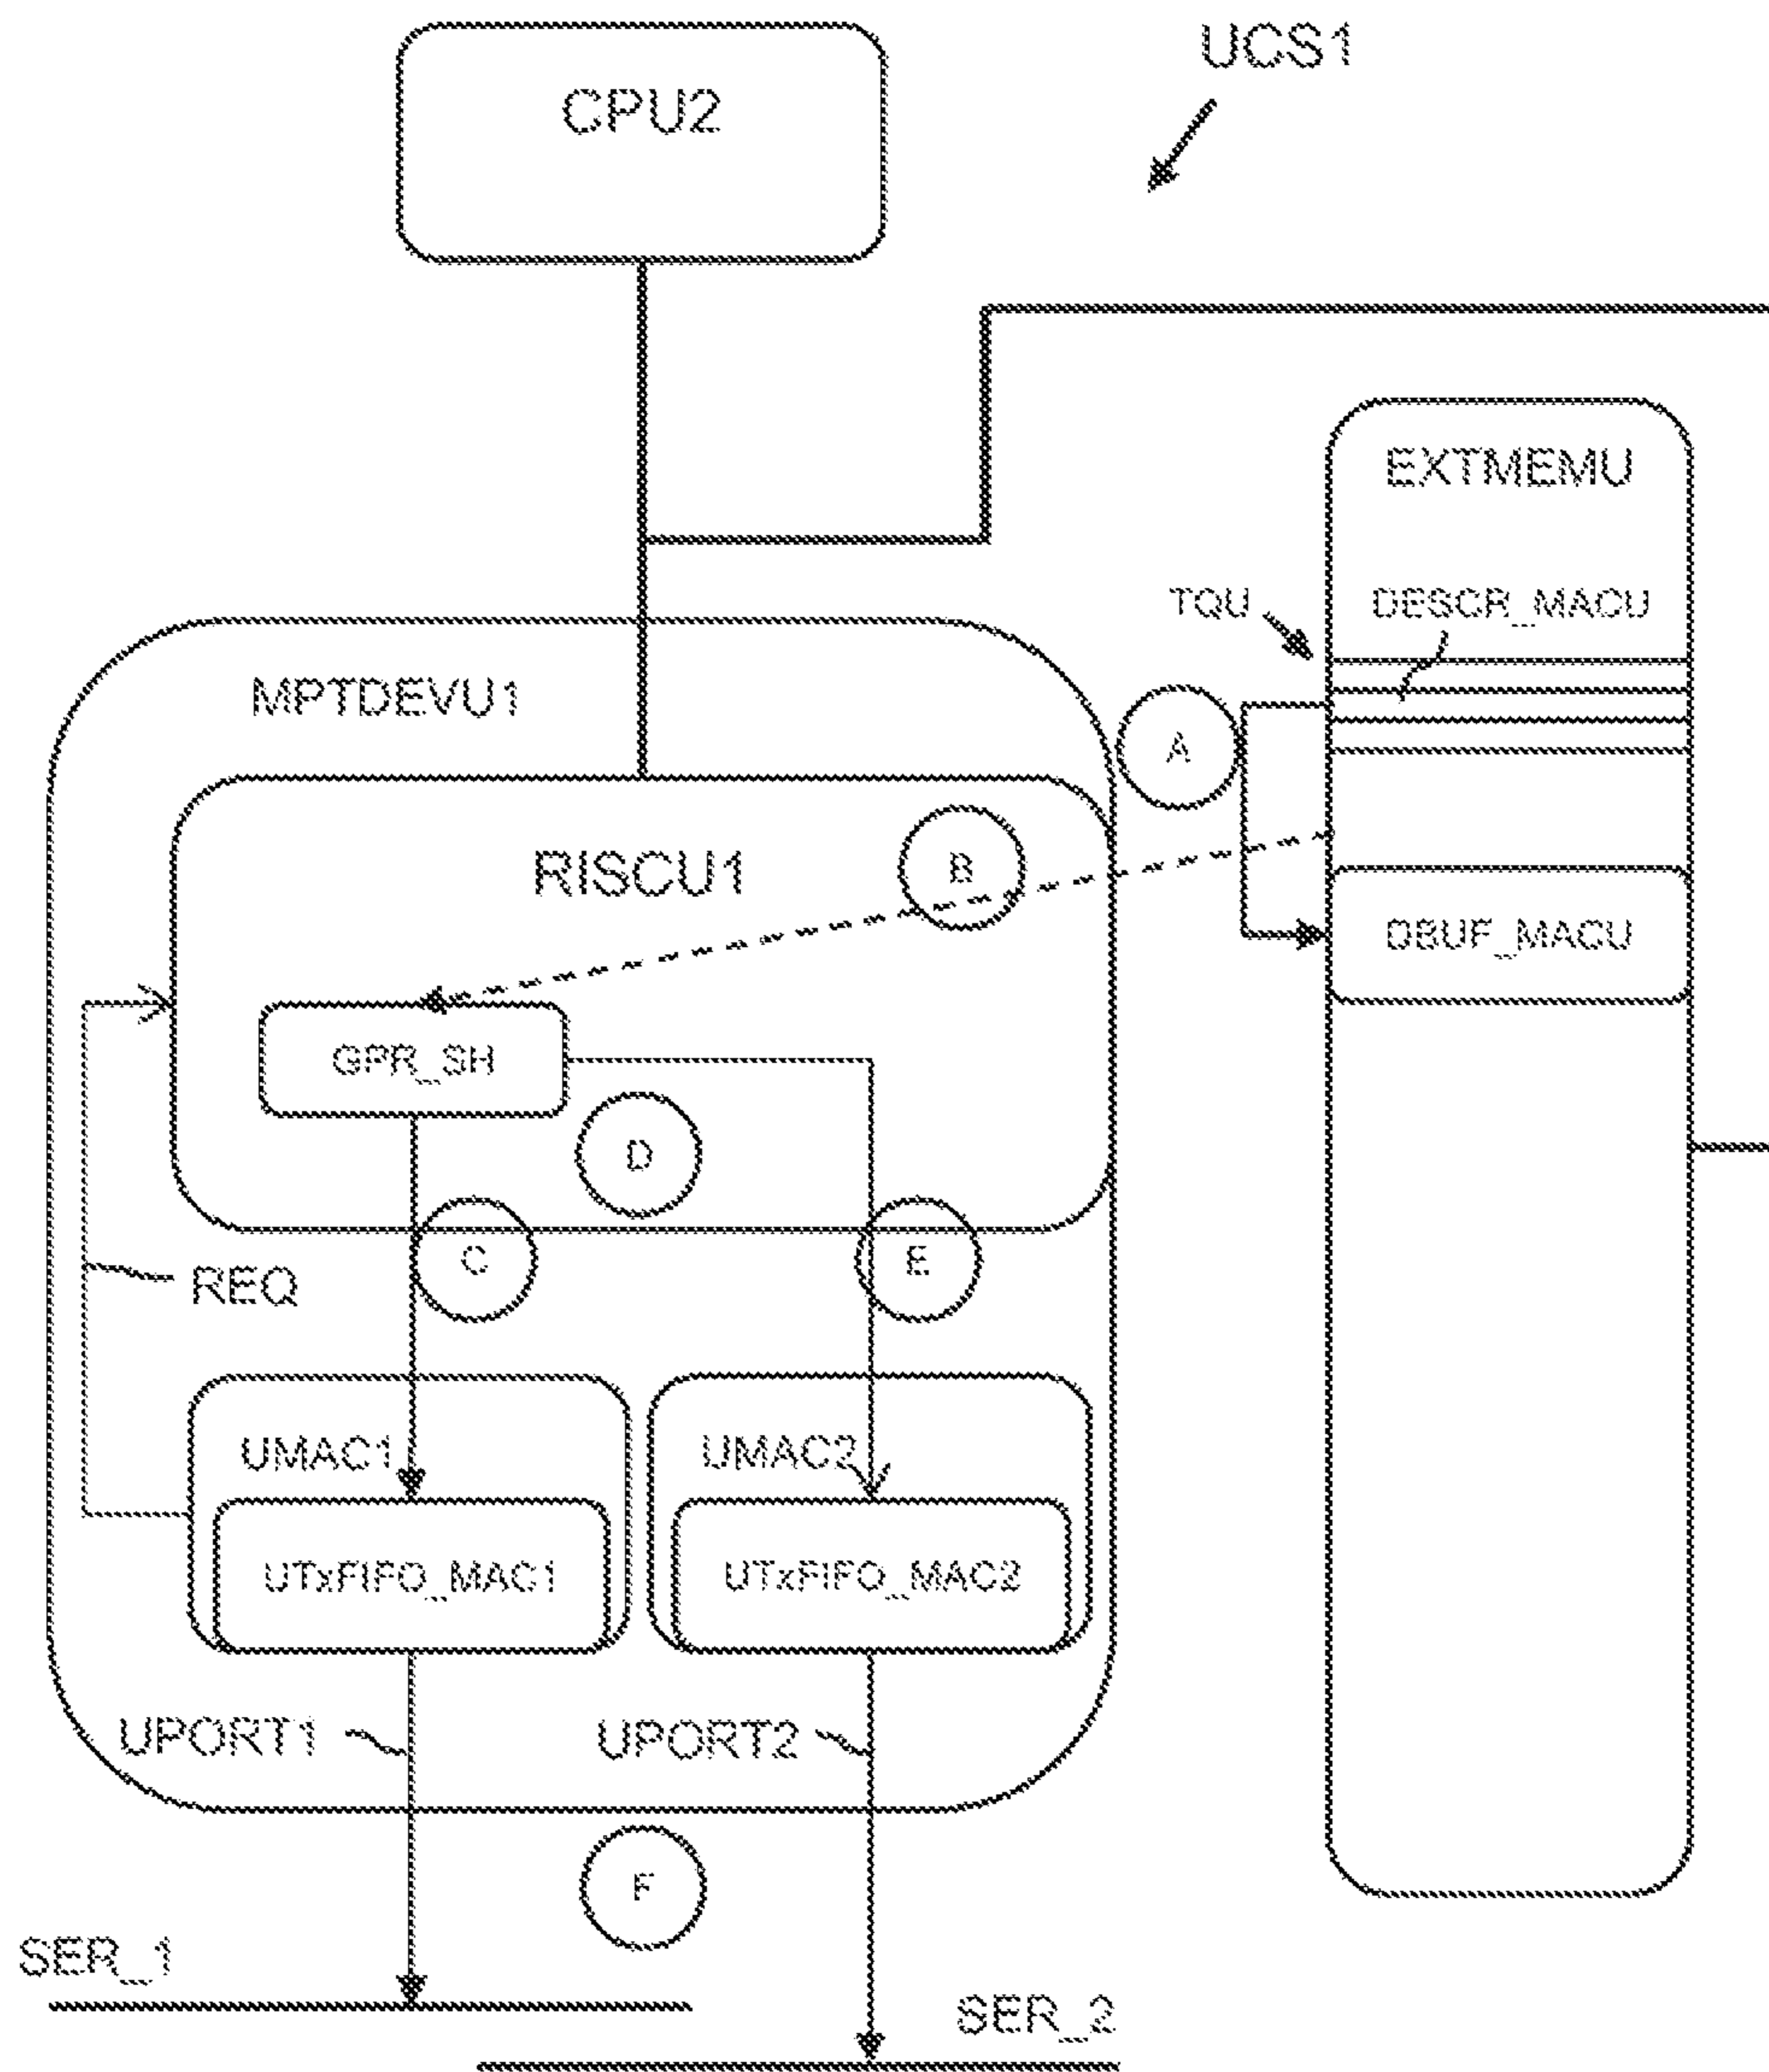 UCS1
CPU2
EXTMEMU
TQU
DESCR_MACU
MPTDEVU1
A
RISCU1
B
DBUF_MACU
GPR_SH
D
C
E
REQ
UMAC1
UMAC2
UTxFIFO_MAC1
UTxFIFO_MAC2
UPORT1
UPORT2
F
SER_1
SER_2